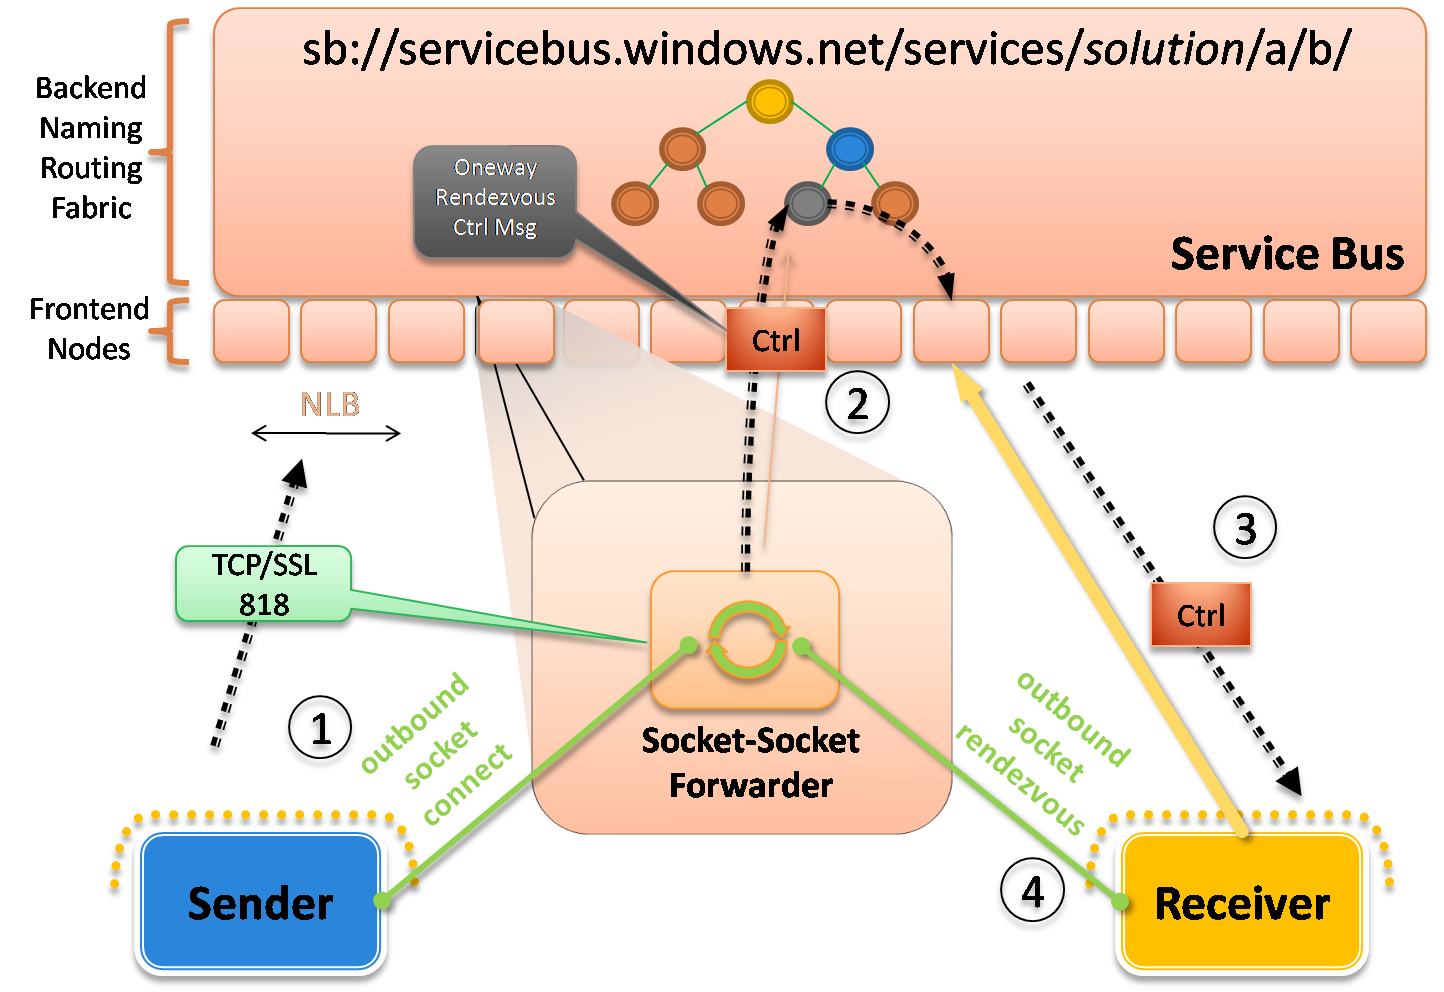 sb://servicebus.windows.net/services/solution/a/b/
Backend
Naming
Routing
Fabric
Oneway
Rendezvous
Ctrl Msg
Service Bus
Frontend
Nodes
Ctrl
2
NLB
3
TCP/SSL
818
Ctrl
1
outbound
socket
connect
Socket-Socket
Forwarder
outbound
socket
rendezvous
4
Sender
Receiver